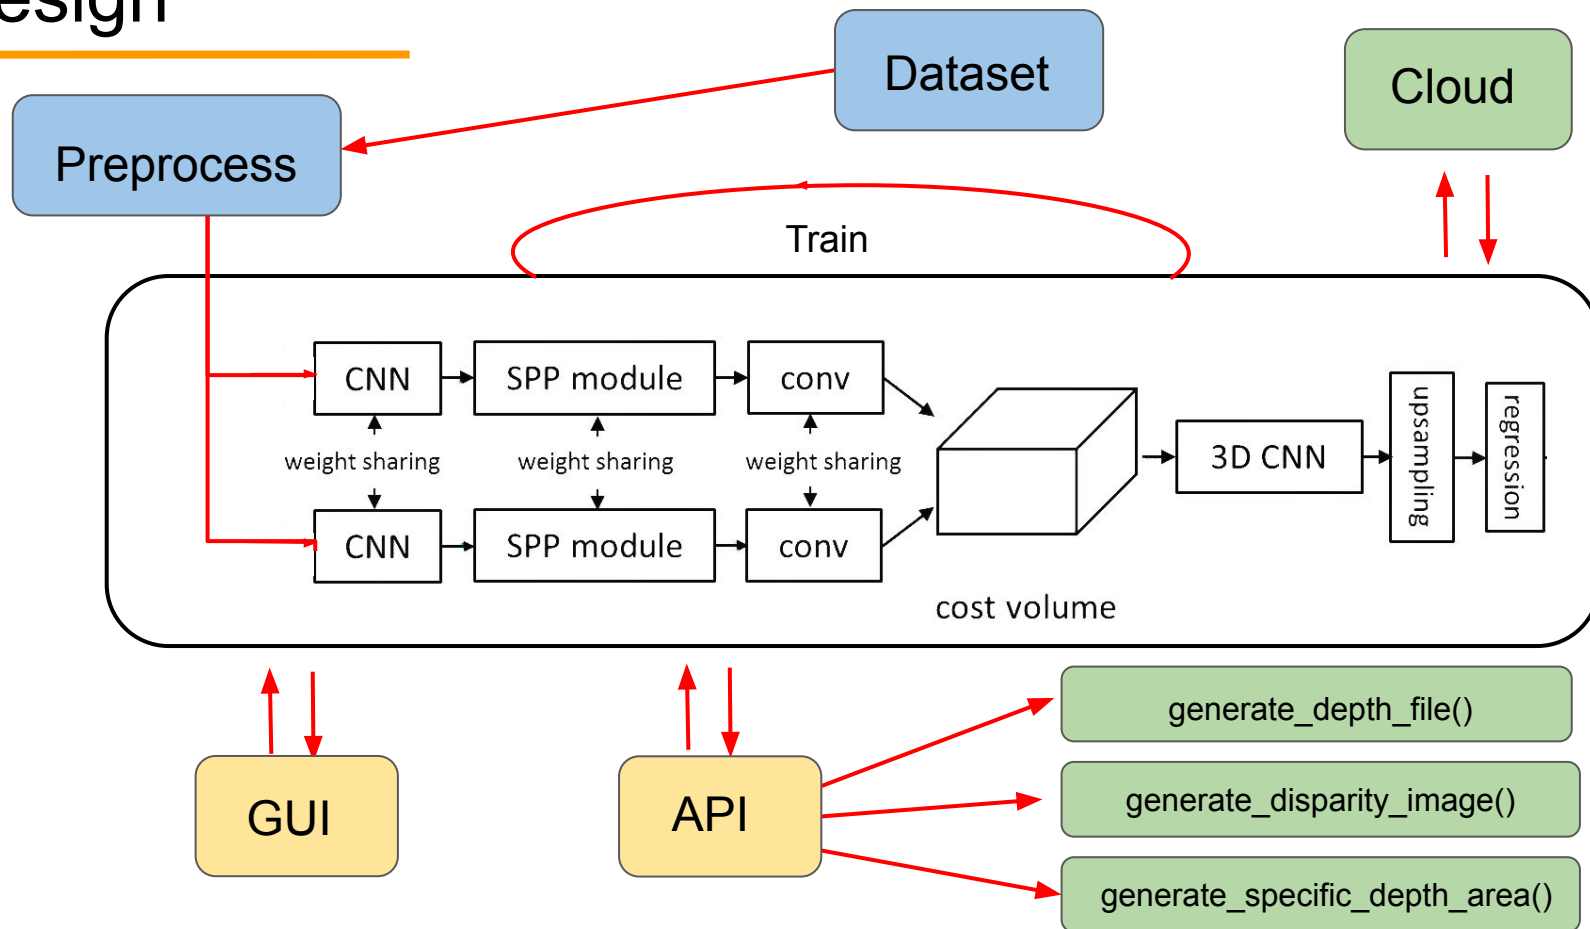 esign
Dataset
Cloud
Preprocess
Train
CNN
SPP module
conv
weight sharing
weight sharing
weight sharing
3D CNN
upsampling
regression
CNN
SPP module
conv
cost volume
GUI
API
generate_depth_file()
generate_disparity_image()
generate_specific_depth_area()